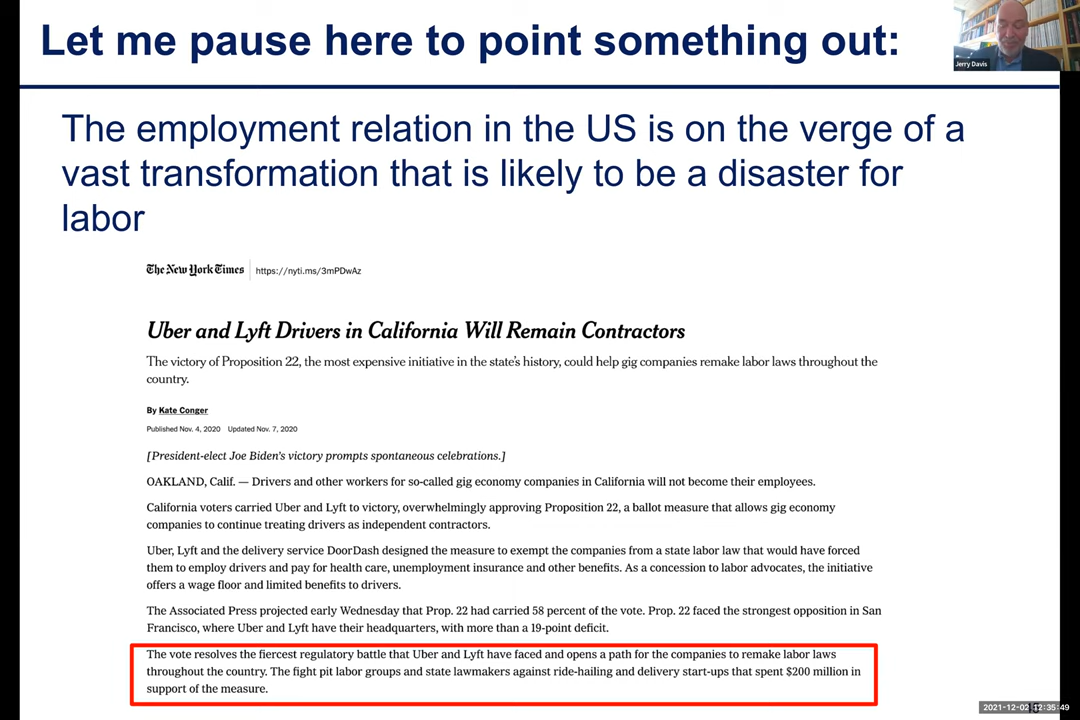 Let me pause here to point something out:
Jerry Davis
The employment relation in the US is on the verge of a
vast transformation that is likely to be a disaster for
labor
The New York Times
https://nyti.ms/3mPDwAz
Uber and Lyft Drivers in California Will Remain Contractors
The victory of Proposition 22, the most expensive initiative in the state's history, could help gig companies remake labor laws throughout the
country.
By Kate Conger
Published Nov. 4, 2020 Updated Nov. 7, 2020
[President-elect Joe Biden's victory prompts spontaneous celebrations.]
OAKLAND, Calif. — Drivers and other workers for so-called gig economy companies in California will not become their employees.
California voters carried Uber and Lyft to victory, overwhelmingly approving Proposition 22, a ballot measure that allows gig economy
companies to continue treating drivers as independent contractors.
Uber, Lyft and the delivery service DoorDash designed the measure to exempt the companies from a state labor law that would have forced
them to employ drivers and pay for health care, unemployment insurance and other benefits. As a concession to labor advocates, the initiative
offers a wage floor and limited benefits to drivers.
The Associated Press projected early Wednesday that Prop. 22 had carried 58 percent of the vote. Prop. 22 faced the strongest opposition in San
Francisco, where Uber and Lyft have their headquarters, with more than a 19-point deficit.
The vote resolves the fiercest regulatory battle that Uber and Lyft have faced and opens a path for the companies to remake labor laws
throughout the country. The fight pit labor groups and state lawmakers against ride-hailing and delivery start-ups that spent $200 million in
support of the measure.
2021-12-02 12:35:49